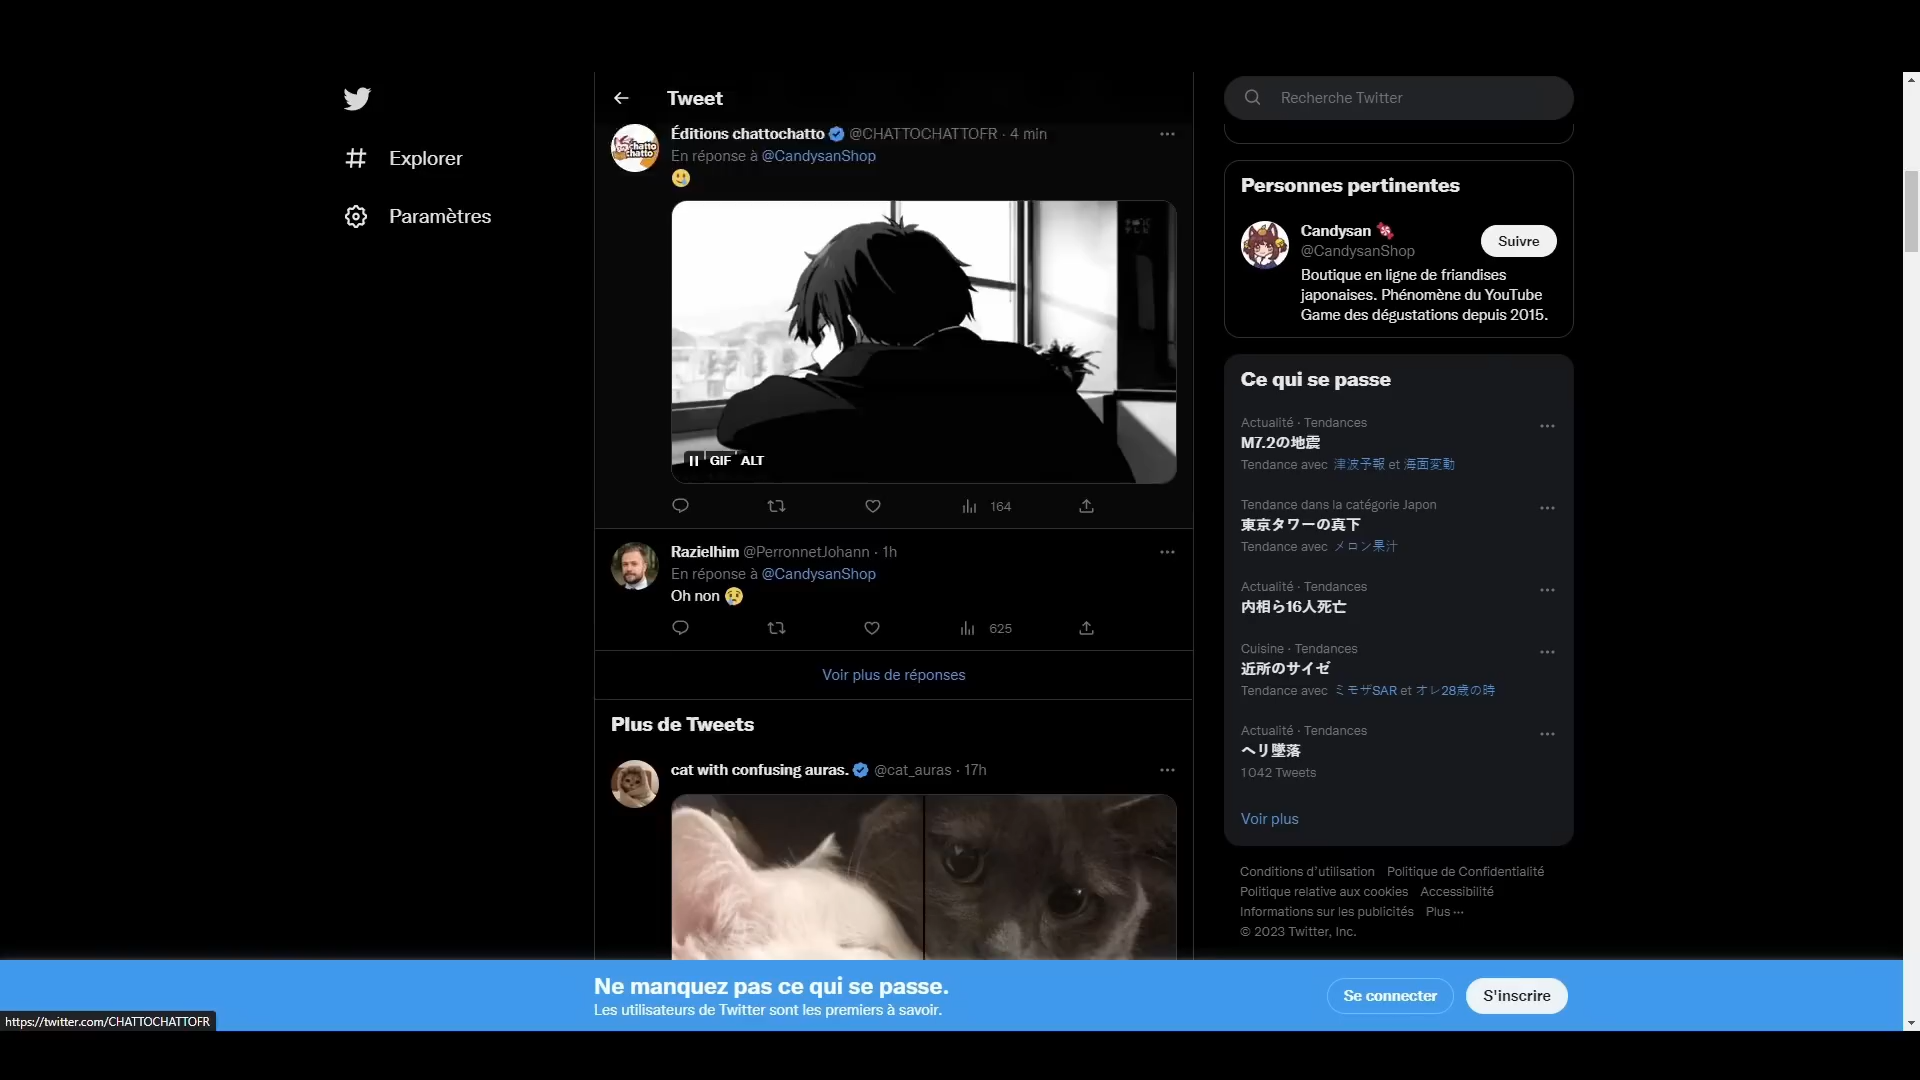 Explorer
Paramètres
Tweet
Éditions chattochatto @CHATTOCHATTOFR · 4 min
En réponse à @CandysanShop
chatto
chatto
GIF ALT
164
Razielhim @PerronnetJohann · 1h
En réponse à @CandysanShop
Oh non 😢
625
Voir plus de réponses
Plus de Tweets
cat with confusing auras. @cat_auras · 17h
Recherche Twitter
Personnes pertinentes
Candysan 🍬
@CandysanShop
Suivre
Boutique en ligne de friandises
japonaises. Phénomène du YouTube
Game des dégustations depuis 2015.
Ce qui se passe
Actualité · Tendances
M7.2の地震
Tendance avec 津波予報 et 海面変動
Tendance dans la catégorie Japon
東京タワーの真下
Tendance avec メロン果汁
Actualité · Tendances
内相ら16人死亡
Cuisine · Tendances
近所のサイゼ
Tendance avec ミモザSAR et オレ28歳の時
Actualité · Tendances
ヘリ墜落
1 042 Tweets
Voir plus
Conditions d'utilisation Politique de Confidentialité
Politique relative aux cookies Accessibilité
Informations sur les publicités Plus ···
© 2023 Twitter, Inc.
Ne manquez pas ce qui se passe.
Les utilisateurs de Twitter sont les premiers à savoir.
Se connecter
S'inscrire
https://twitter.com/CHATTOCHATTOFR